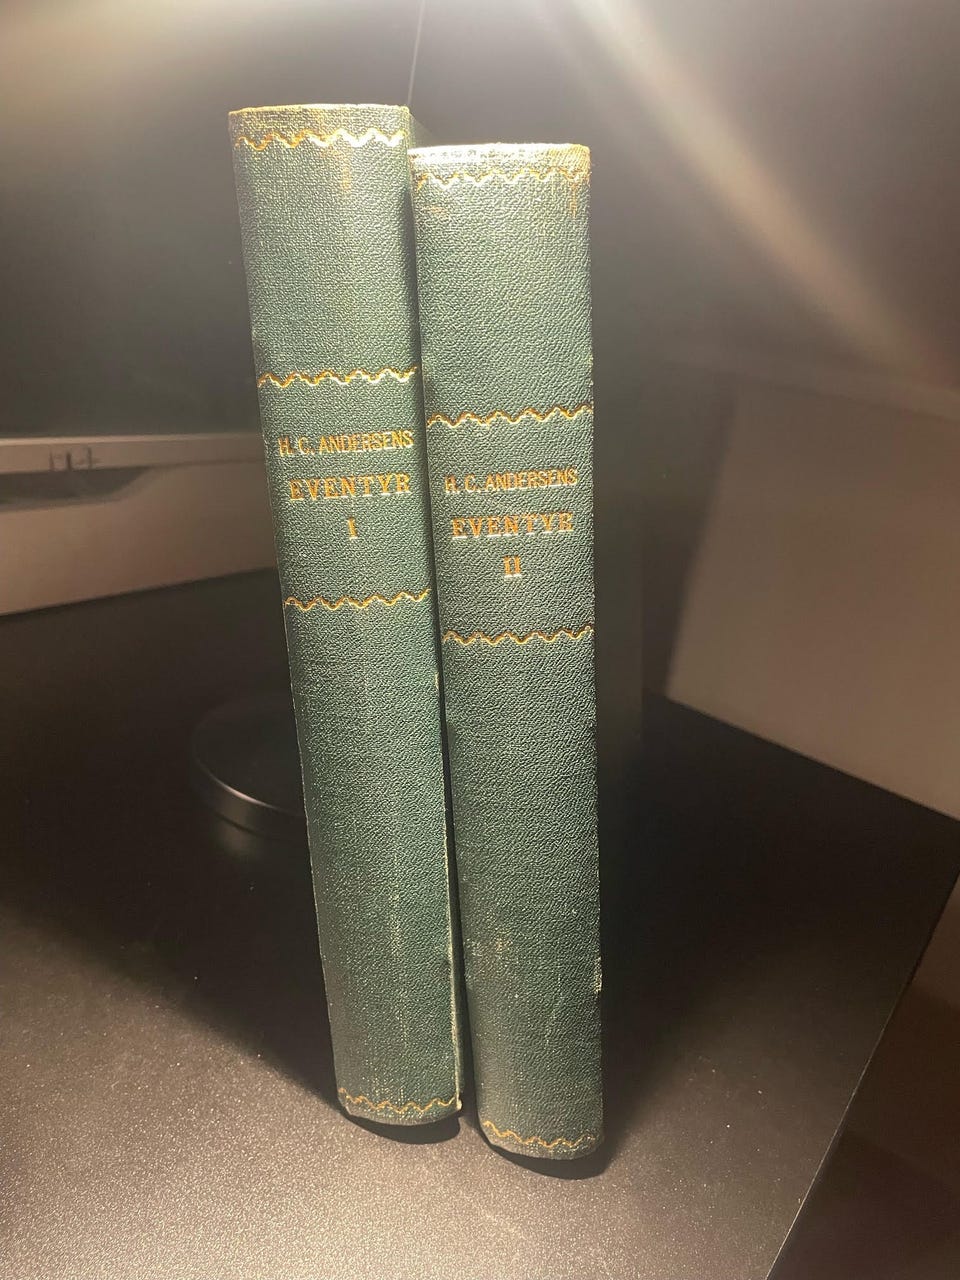 H. C. ANDERSENS
EVENTYR
I
H. C. ANDERSENS
EVENTYR
II